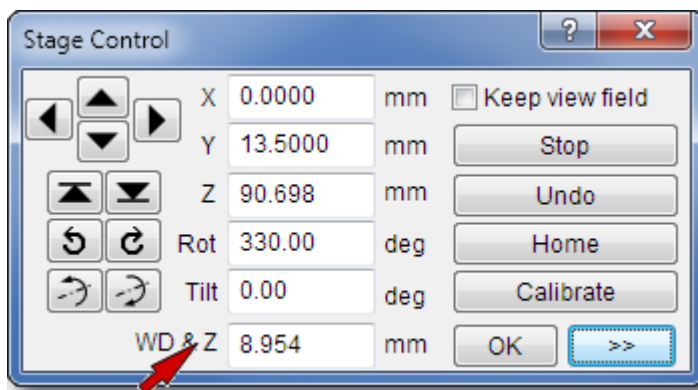 Stage Control ? x
X 0.0000 mm Keep view field
Y 13.5000 mm Stop
Z 90.698 mm Undo
Rot 330.00 deg Home
Tilt 0.00 deg Calibrate
WD & Z 8.954 mm OK >>